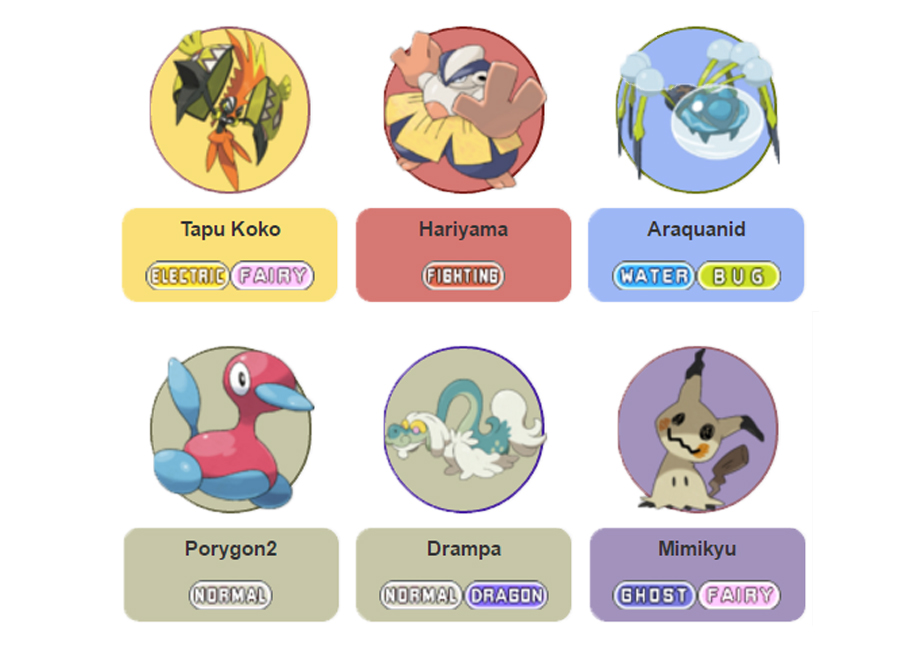 Tapu Koko
ELECTRIC FAIRY
Hariyama
FIGHTING
Araquanid
WATER BUG
Porygon2
NORMAL
Drampa
NORMAL DRAGON
Mimikyu
GHOST FAIRY